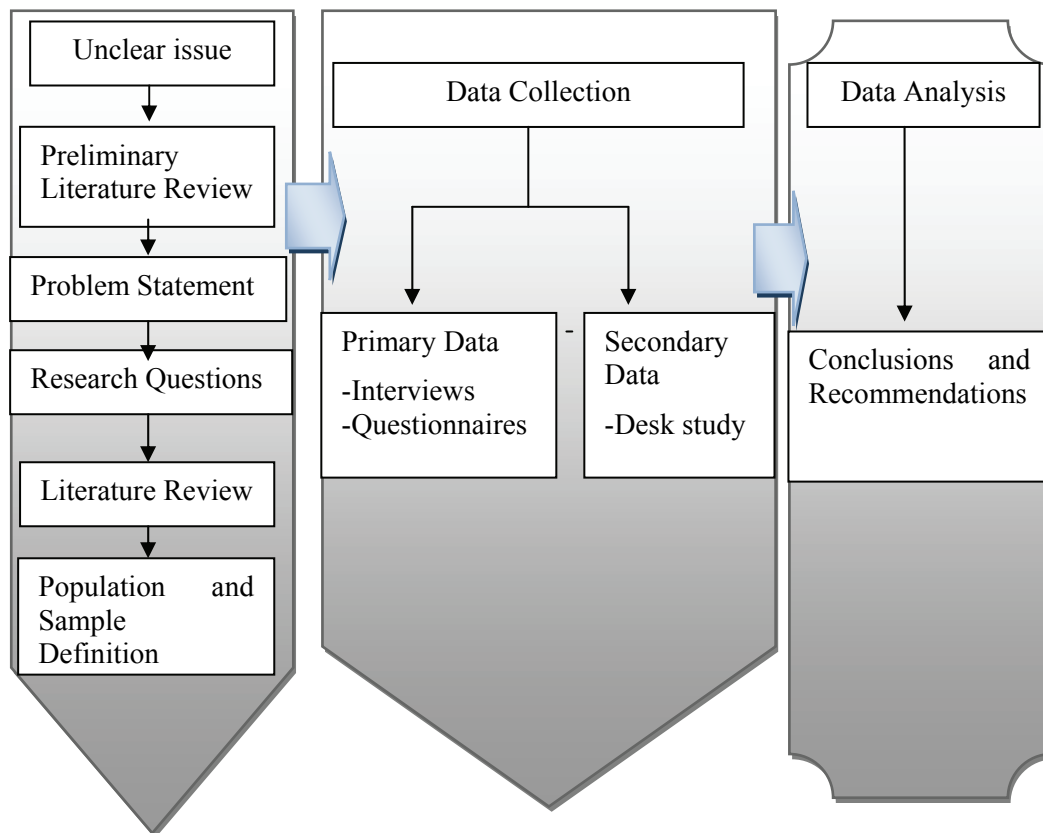 Unclear issue
Preliminary
Literature Review
Problem Statement
Research Questions
Literature Review
Population and
Sample
Definition
Data Collection
Primary Data
-Interviews
-Questionnaires
-
Secondary
Data
-Desk study
Data Analysis
Conclusions and
Recommendations